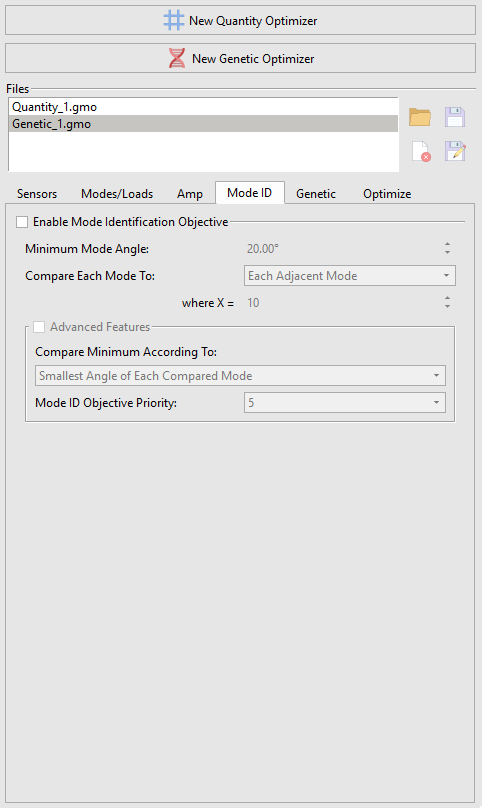 New Quantity Optimizer
New Genetic Optimizer
Files
Quantity_1.gmo
Genetic_1.gmo
Sensors Modes/Loads Amp Mode ID Genetic Optimize
Enable Mode Identification Objective
Minimum Mode Angle: 20.00°
Compare Each Mode To: Each Adjacent Mode
where X = 10
Advanced Features
Compare Minimum According To:
Smallest Angle of Each Compared Mode
Mode ID Objective Priority: 5